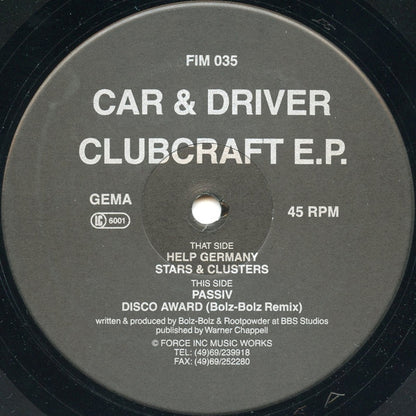 FIM 035
CAR & DRIVER
CLUBCRAFT E.P.
GEMA
LC 6001
45 RPM
THAT SIDE
HELP GERMANY
STARS & CLUSTERS
THIS SIDE
PASSIV
DISCO AWARD (Bolz-Bolz Remix)
written & produced by Bolz-Bolz & Rootpowder at BBS Studios
published by Warner Chappell
© FORCE INC MUSIC WORKS
TEL: (49)69/239918
FAX: (49)69/252280